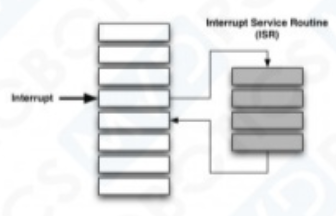 Interrupt Service Routine
(ISR)
Interrupt